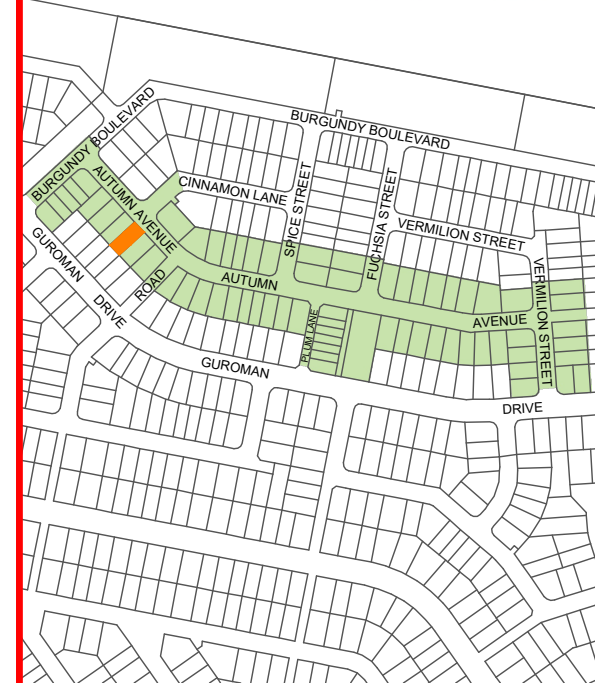 BURGUNDY BOULEVARD
BURGUNDY BOULEVARD
AUTUMN AVENUE
CINNAMON LANE
SPICE STREET
FUCHSIA STREET
VERMILION STREET
VERMILION STREET
GUROMAN
DRIVE
ROAD
AUTUMN
AVENUE
PLUM LANE
GUROMAN
DRIVE